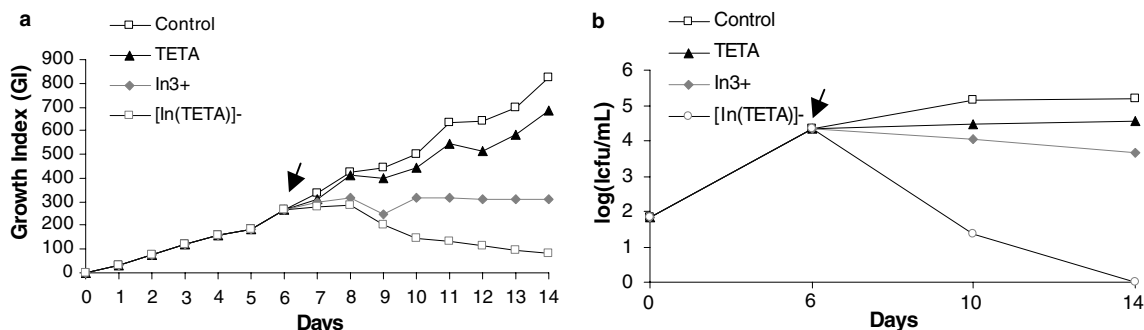 a
Control
TETA
In3+
[In(TETA)]-
Growth Index (GI)
900
800
700
600
500
400
300
200
100
0
0 1 2 3 4 5 6 7 8 9 10 11 12 13 14
Days
b
Control
TETA
In3+
[In(TETA)]-
log(lcfu/mL)
6
5
4
3
2
1
0
0 6 10 14
Days